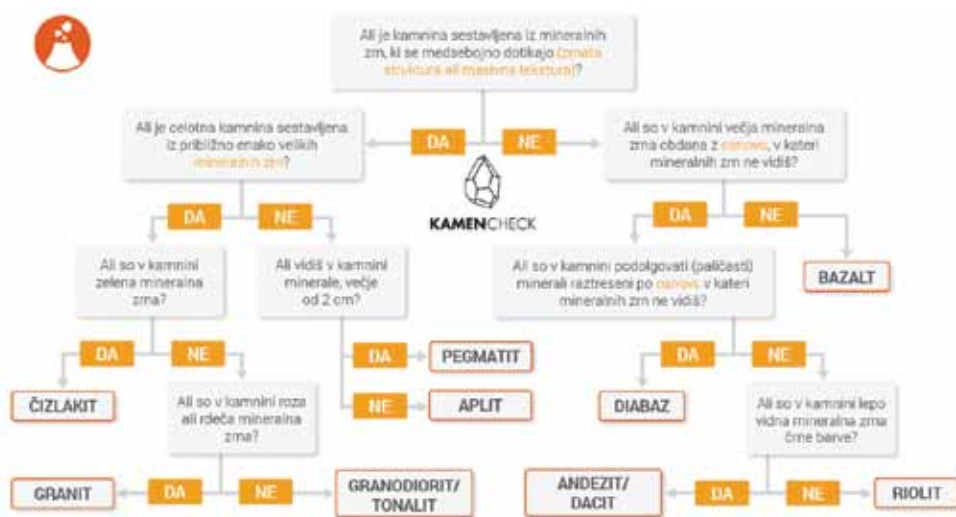 Ali je kamnina sestavljena iz mineralnih
zrn, ki se medsebojno dotikajo (zrnata
struktura ali masivna tekstura)?
Ali je celotna kamnina sestavljena
iz približno enako velikih
mineralnih zrn?
DA
NE
Ali so v kamnini večja mineralna
zrna obdana z osnovo, v kateri
mineralnih zrn ne vidiš?
KAMENCHECK
DA
NE
DA
NE
Ali so v kamnini
zelena mineralna
zrna?
Ali vidiš v kamnini
minerale, večje
od 2 cm?
Ali so v kamnini podolgovati (paličasti)
minerali raztreseni po osnovi, v kateri
mineralnih zrn ne vidiš?
BAZALT
DA
NE
DA
PEGMATIT
DA
NE
ČIZLAKIT
Ali so v kamnini roza
ali rdeča mineralna
zrna?
NE
APLIT
DIABAZ
Ali so v kamnini lepo
vidna mineralna zrna
črne barve?
GRANIT
DA
NE
GRANODIORIT/
TONALIT
ANDEZIT/
DACIT
DA
NE
RIOLIT